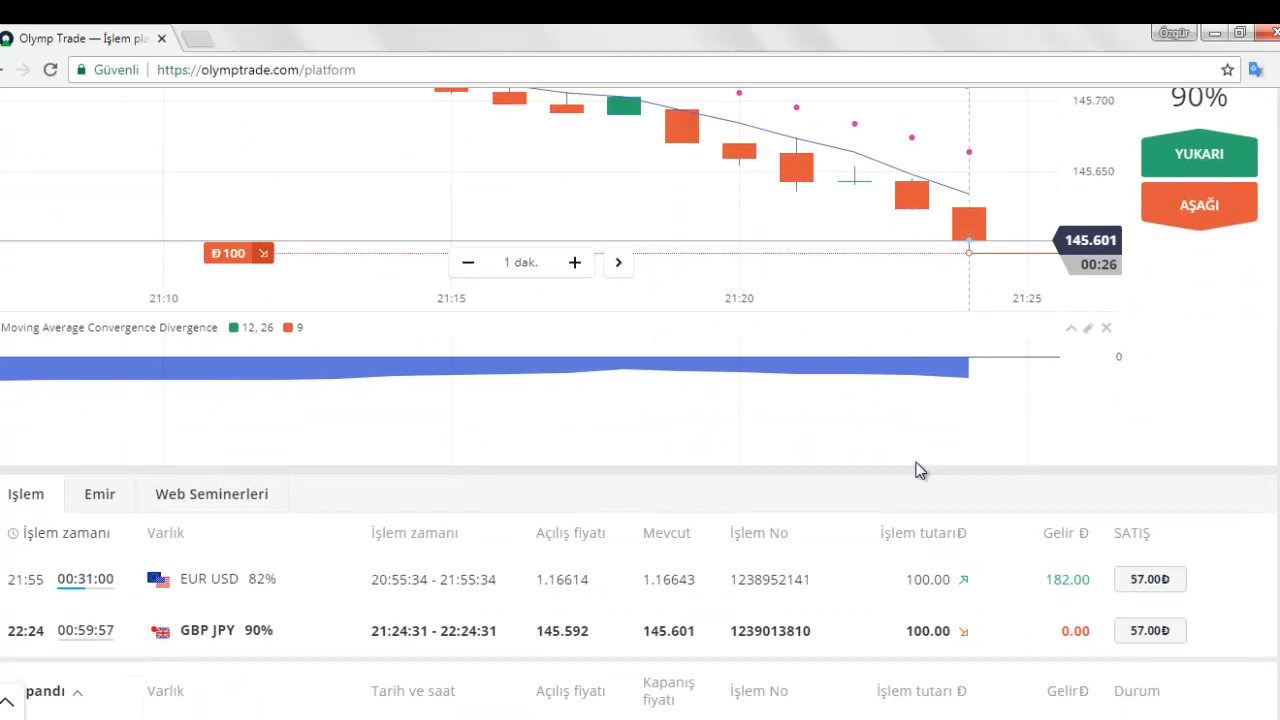 Olymp Trade — İşlem pla
Özgür
Güvenli
https://olymptrade.com/platform
90%
145.700
YUKARI
145.650
AŞAĞI
145.601
00:26
Đ 100
1 dak.
21:10 21:15 21:20 21:25
Moving Average Convergence Divergence 12, 26 9
0
Işlem Emir Web Seminerleri
İşlem zamanı Varlık İşlem zamanı Açılış fiyatı Mevcut İşlem No İşlem tutarıĐ Gelir Đ SATIŞ
21:55 00:31:00 EUR USD 82% 20:55:34 - 21:55:34 1.16614 1.16643 1238952141 100.00 182.00 57.00Đ
22:24 00:59:57 GBP JPY 90% 21:24:31 - 22:24:31 145.592 145.601 1239013810 100.00 0.00 57.00Đ
pandı Varlık Tarih ve saat Açılış fiyatı Kapanış fiyatı İşlem No İşlem tutarı Đ GelirĐ Durum